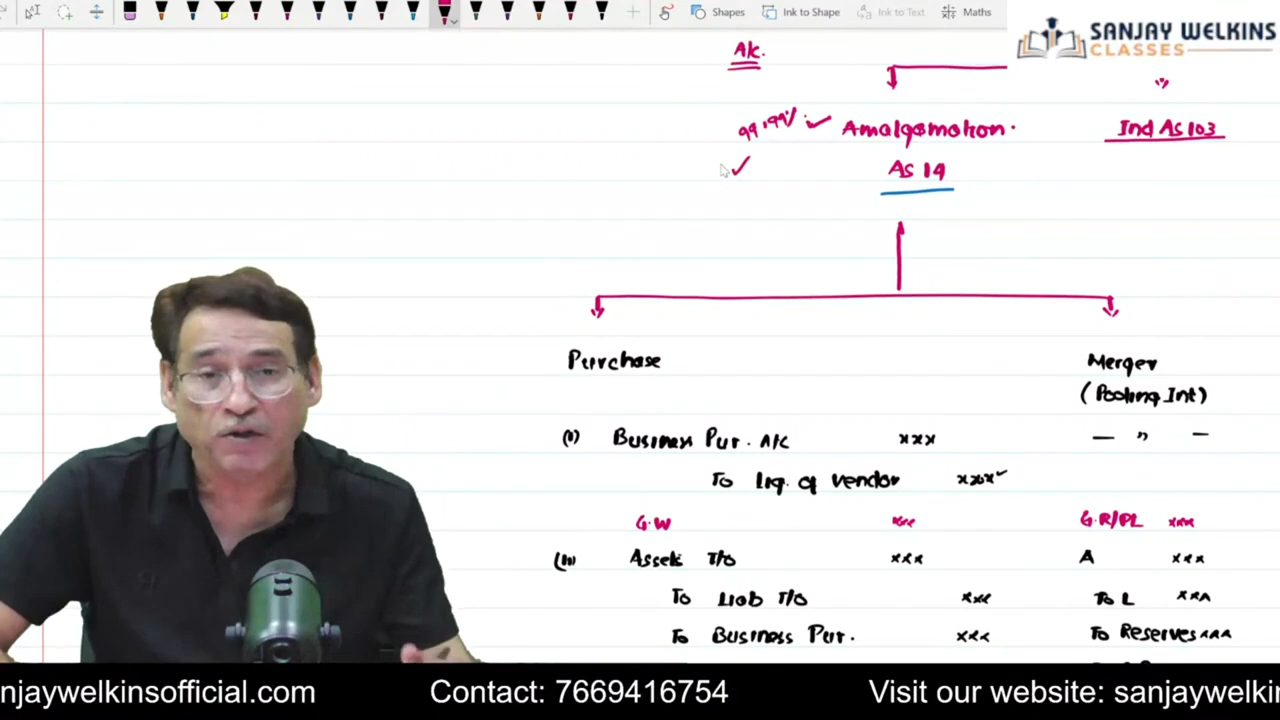 Shapes Ink to Shape Ink to Text Maths
SANJAY WELKINS
CLASSES
A/c.
99.99% Amalgamation. Ind As 103
As 14
Purchase Merger
(Pooling Int)
(i) Business Pur. A/c xxx — " —
To Liq. of vendor xxx
G.W xxx G.R/PL xxx
(ii) Assets T/o xxx A xxx
To Liab T/o xxx To L xxx
To Business Pur. xxx To Reserves xxx
njaywelkinsofficial.com Contact: 7669416754 Visit our website: sanjaywelkin